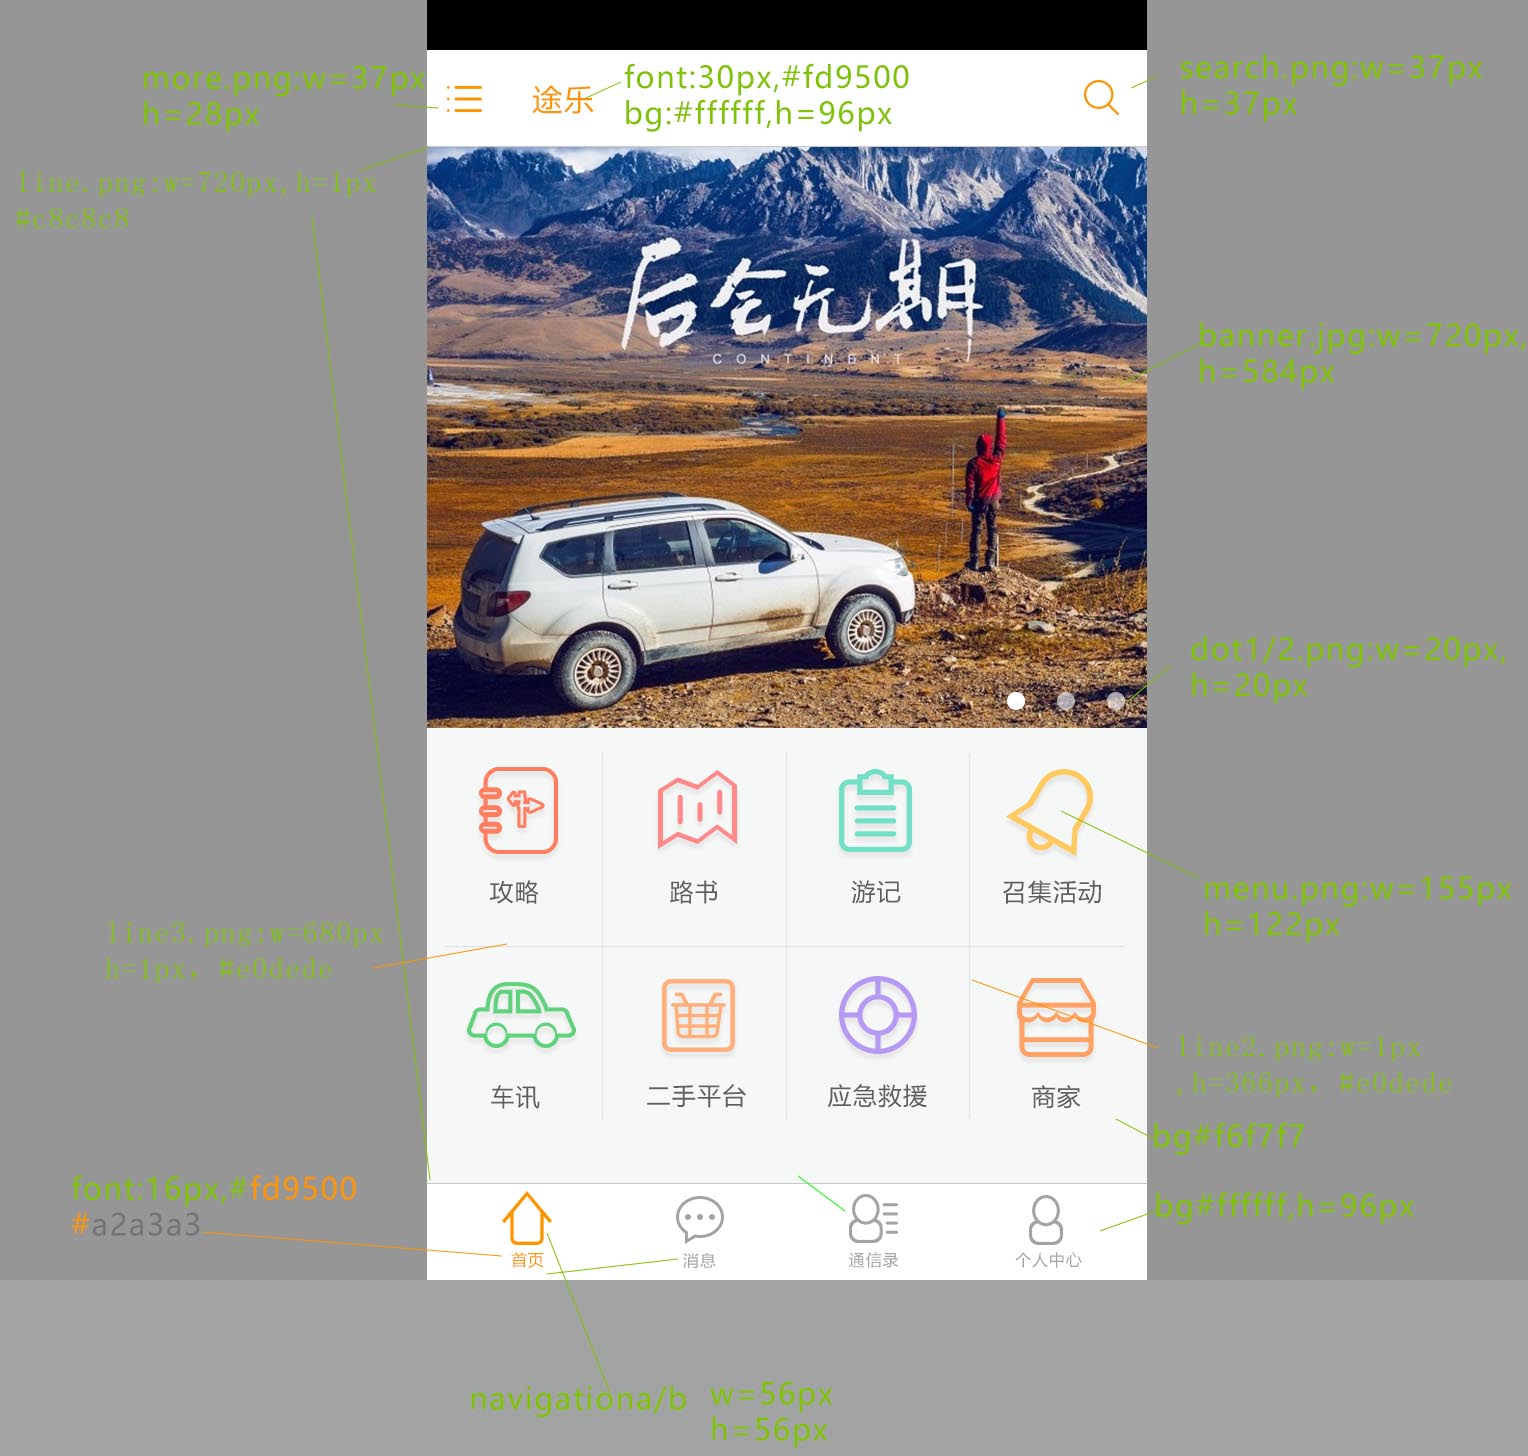 more.png:w=37px
h=28px
途乐
font:30px,#fd9500
bg:#ffffff,h=96px
search.png:w=37px
h=37px
line.png:w=720px,h=1px
#c8c8c8
后会无期
CONTINENT
banner.jpg:w=720px,
h=584px
dot1/2.png:w=20px,
h=20px
攻略
路书
游记
召集活动
menu.png:w=155px
h=122px
line3.png:w=680px
h=1px. #e0dede
车讯
二手平台
应急救援
商家
line2.png:w=1px
,h=366px. #e0dede
bg#f6f7f7
font:16px,#fd9500
#a2a3a3
首页
消息
通信录
个人中心
bg#ffffff,h=96px
navigationa/b
w=56px
h=56px